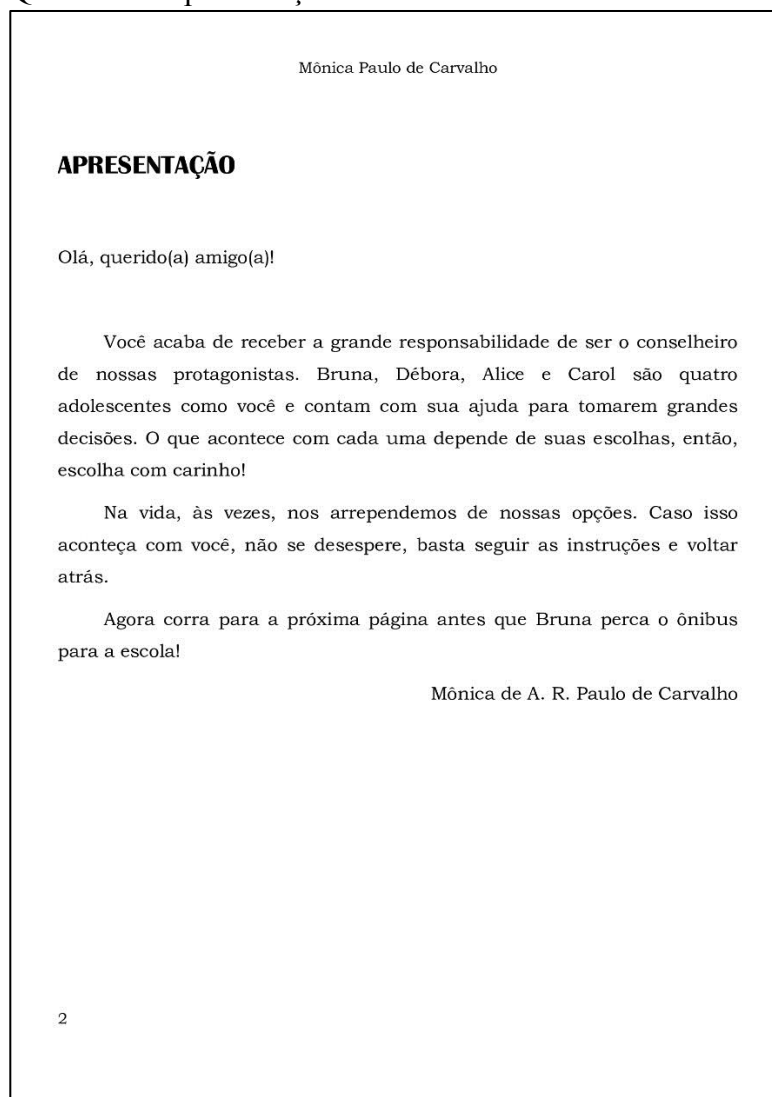 Mônica Paulo de Carvalho
APRESENTAÇÃO
Olá, querido(a) amigo(a)!
Você acaba de receber a grande responsabilidade de ser o conselheiro
de nossas protagonistas. Bruna, Débora, Alice e Carol são quatro
adolescentes como você e contam com sua ajuda para tomarem grandes
decisões. O que acontece com cada uma depende de suas escolhas, então,
escolha com carinho!
Na vida, às vezes, nos arrependemos de nossas opções. Caso isso
aconteça com você, não se desespere, basta seguir as instruções e voltar
atrás.
Agora corra para a próxima página antes que Bruna perca o ônibus
para a escola!
Mônica de A. R. Paulo de Carvalho
2